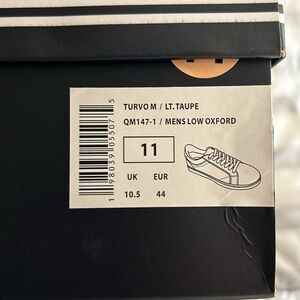 TURVO M / LT. TAUPE
QM147-1 / MENS LOW OXFORD
11
UK EUR
10.5 44